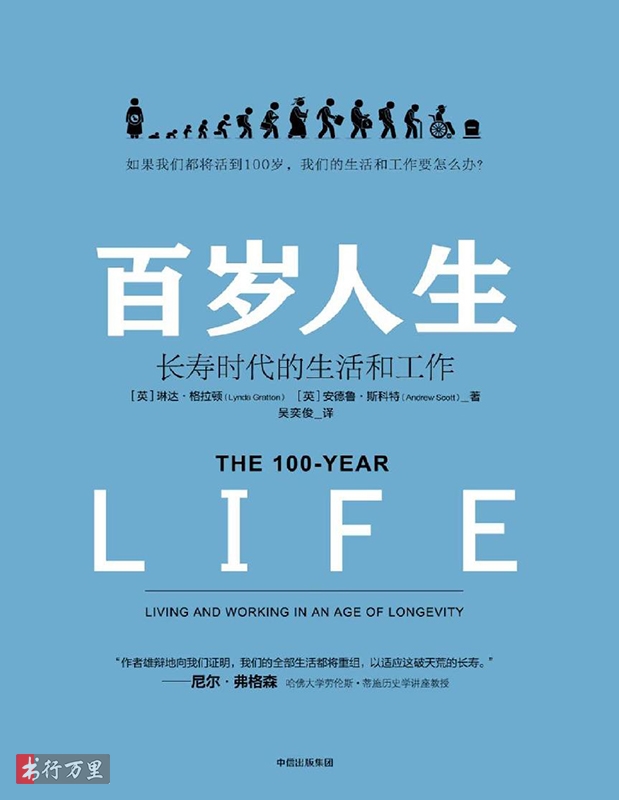 如果我们都将活到100岁，我们的生活和工作要怎么办?
百岁人生
长寿时代的生活和工作
［英］琳达·格拉顿（Lynda Gratton） ［英］安德鲁·斯科特（Andrew Scott）_著
吴奕俊_译
THE 100-YEAR
LIFE
LIVING AND WORKING IN AN AGE OF LONGEVITY
“作者雄辩地向我们证明，我们的全部生活都将重组，以适应这破天荒的长寿。”
——尼尔·弗格森 哈佛大学劳伦斯·蒂施历史学讲座教授
书行万里
中信出版集团